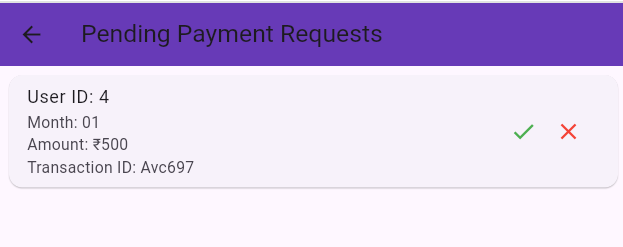 Pending Payment Requests
User ID: 4
Month: 01
Amount: ₹500
Transaction ID: Avc697